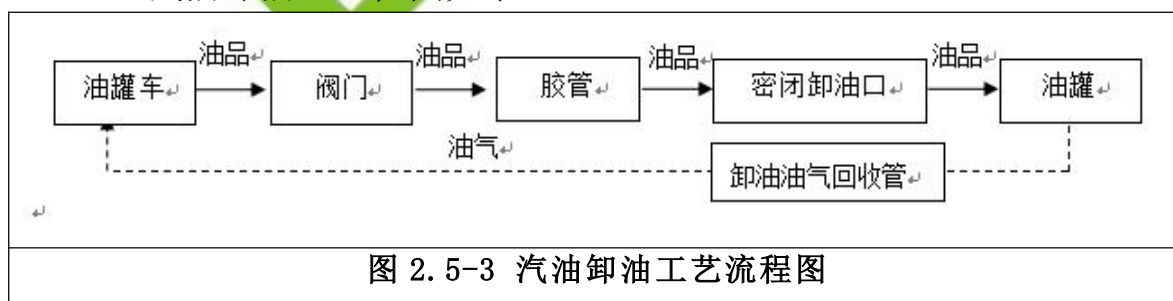 油品 油品 油品 油品
油罐车 阀门 胶管 密闭卸油口 油罐
油气
卸油油气回收管
图 2.5-3 汽油卸油工艺流程图